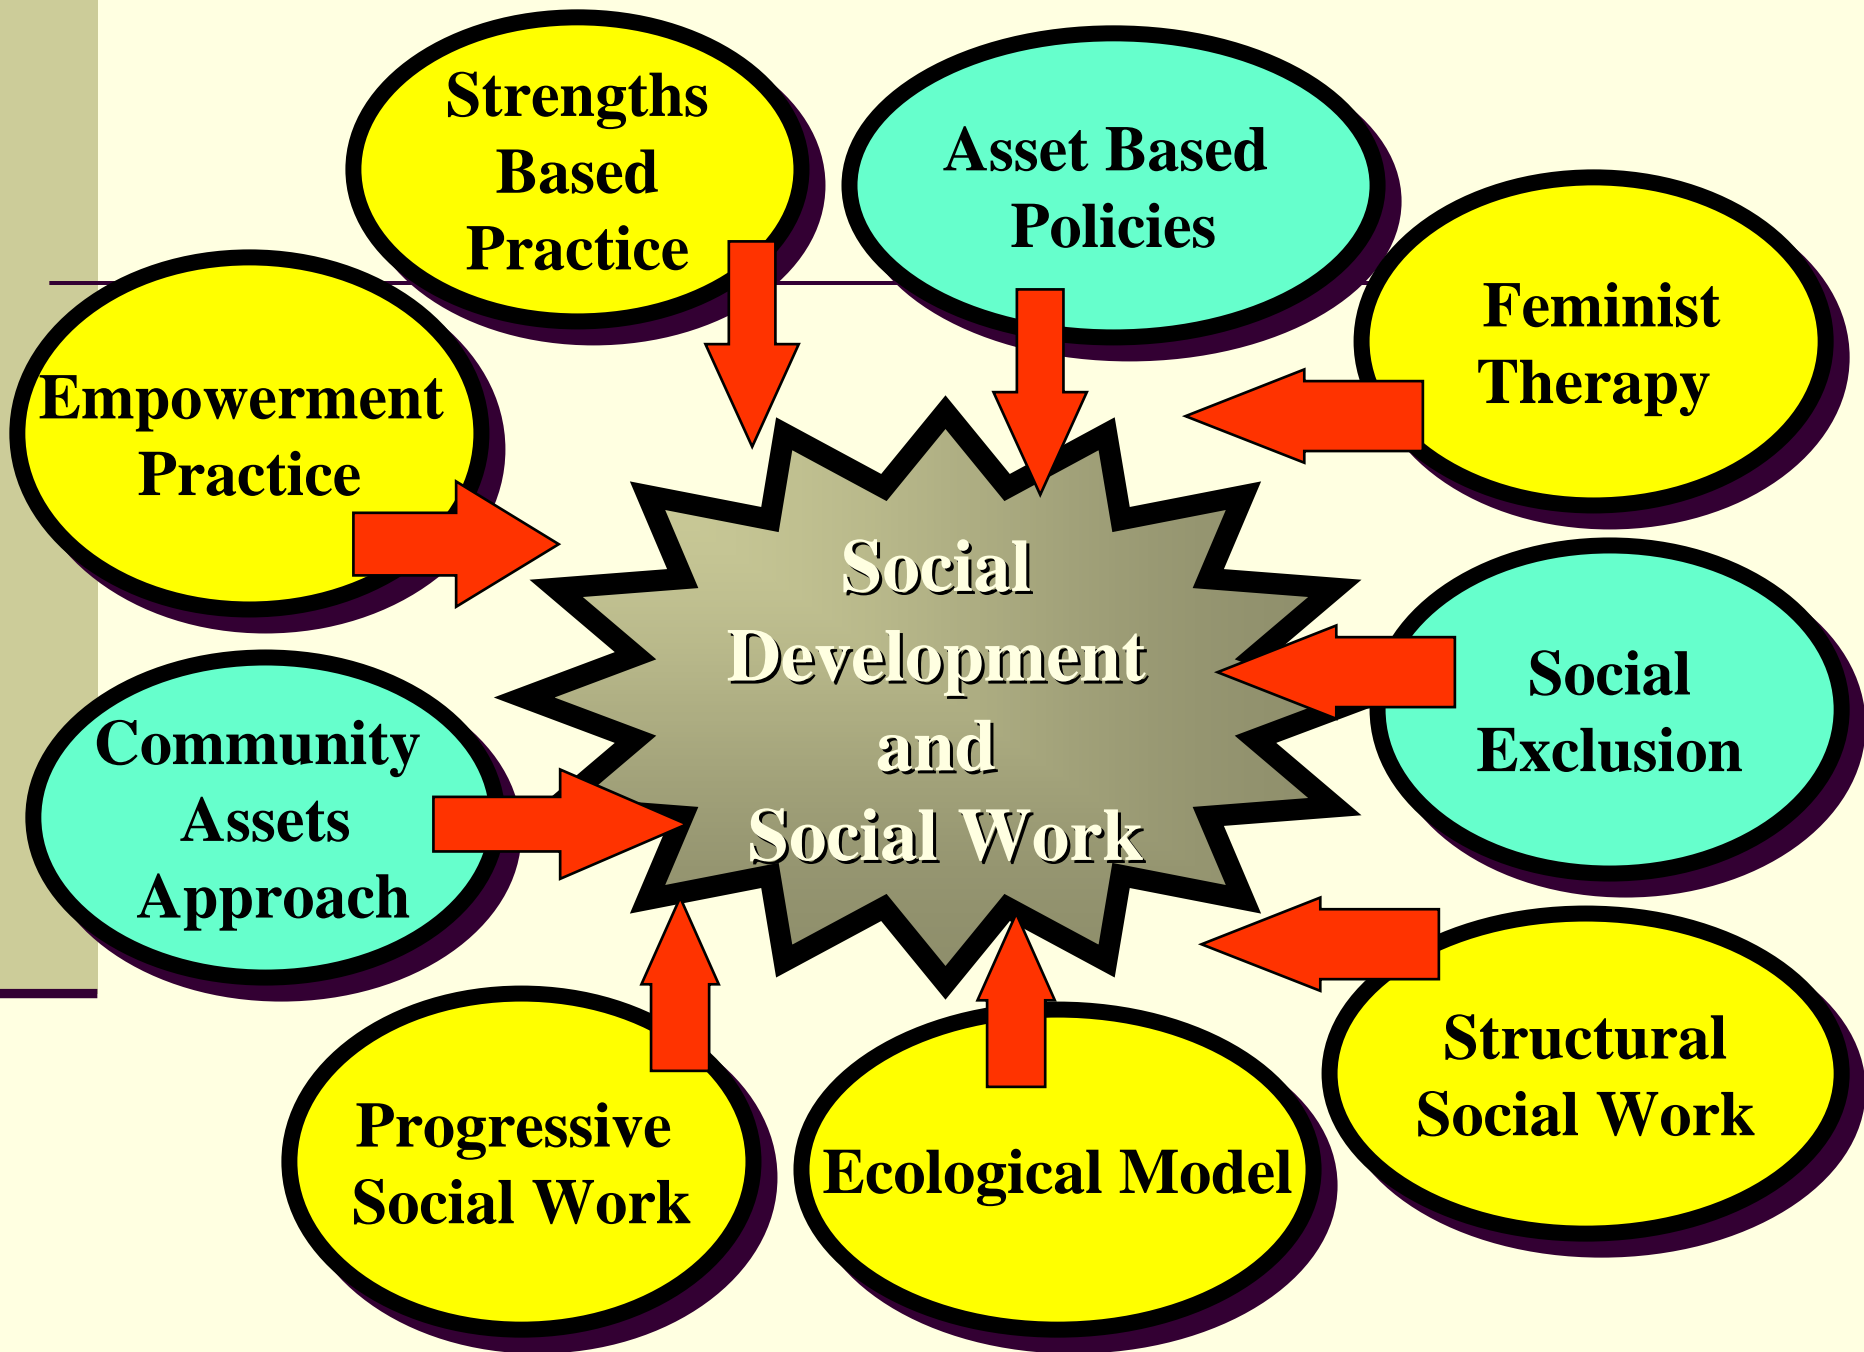 Strengths
Based
Practice
Asset Based
Policies
Feminist
Therapy
Empowerment
Practice
Social
Development
and
Social Work
Social
Exclusion
Community
Assets
Approach
Structural
Social Work
Progressive
Social Work
Ecological Model